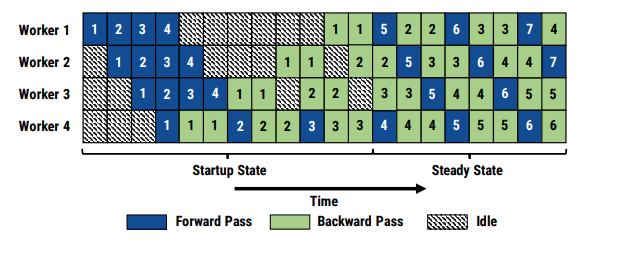 Worker 1 1 2 3 4 1 1 5 2 2 6 3 3 7 4
Worker 2 1 2 3 4 1 1 2 2 5 3 3 6 4 4 7
Worker 3 1 2 3 4 1 1 2 2 3 3 5 4 4 6 5 5
Worker 4 1 1 1 2 2 2 3 3 3 4 4 4 5 5 5 6 6
Startup State Steady State
Time
Forward Pass Backward Pass Idle